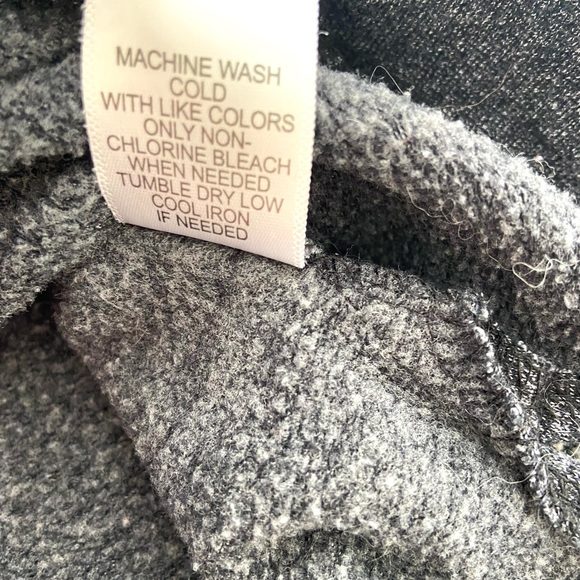 MACHINE WASH
COLD
WITH LIKE COLORS
ONLY NON-
CHLORINE BLEACH
WHEN NEEDED
TUMBLE DRY LOW
COOL IRON
IF NEEDED